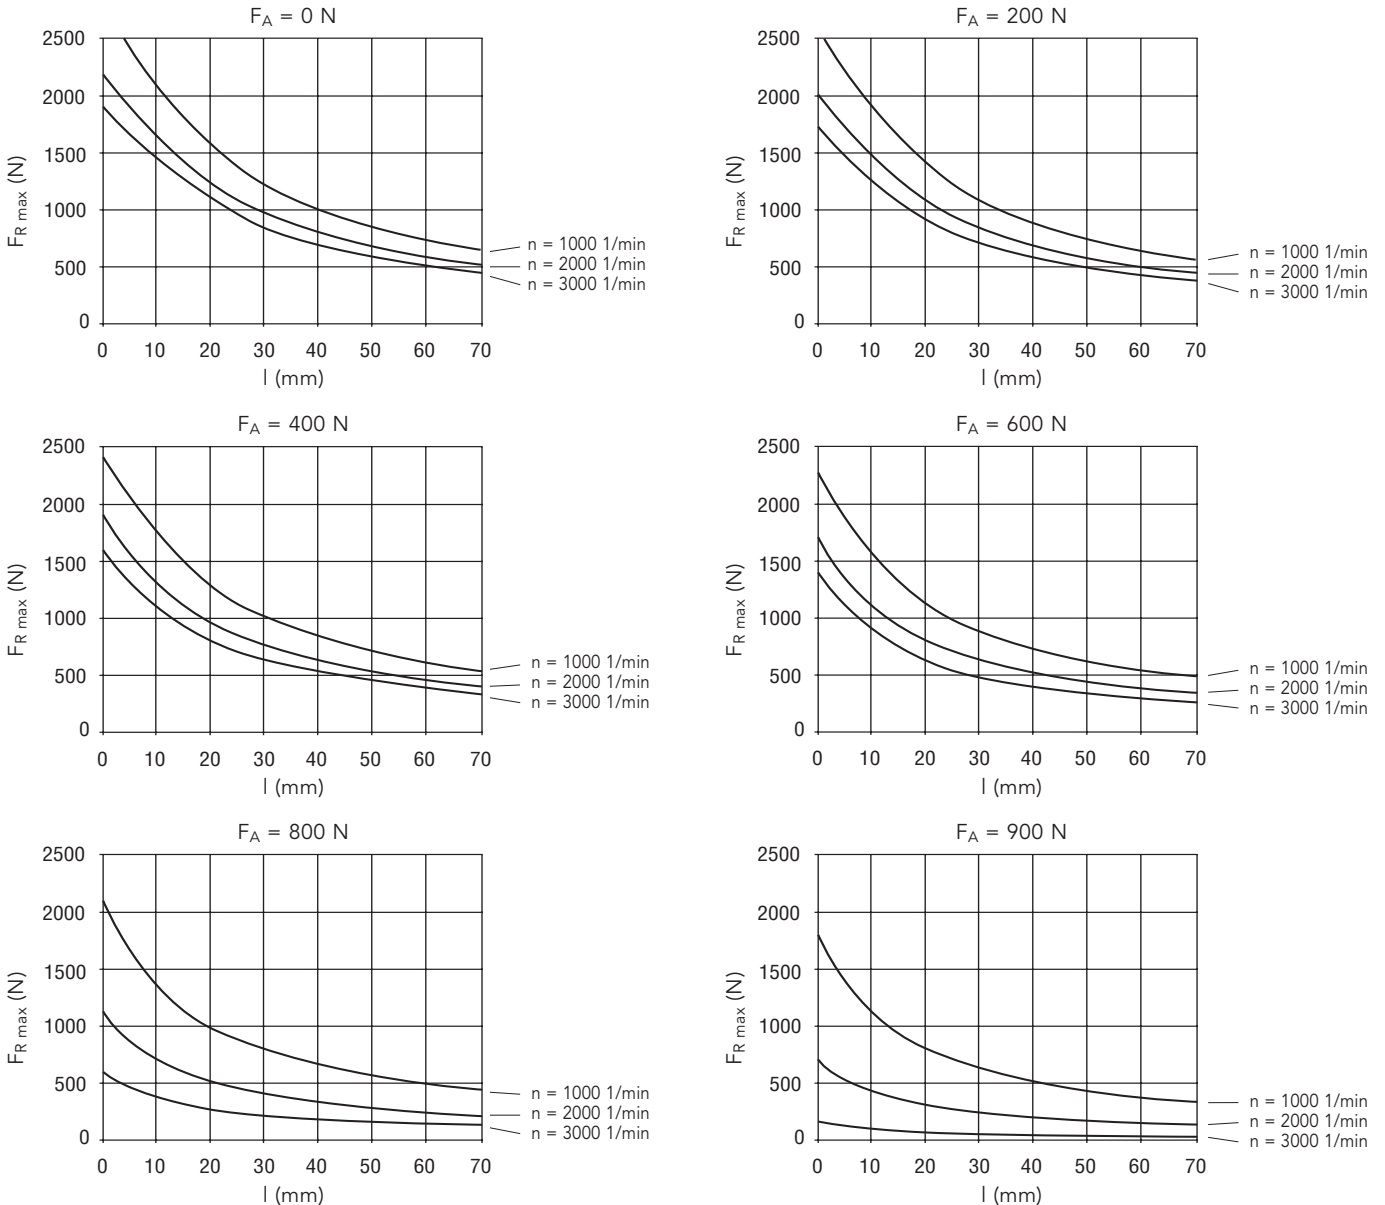 F_A = 0 N
2500
2000
1500
1000
500
0
F_R max (N)
n = 1000 1/min
n = 2000 1/min
n = 3000 1/min
0 10 20 30 40 50 60 70
l (mm)
F_A = 200 N
2500
2000
1500
1000
500
0
F_R max (N)
n = 1000 1/min
n = 2000 1/min
n = 3000 1/min
0 10 20 30 40 50 60 70
l (mm)
F_A = 400 N
2500
2000
1500
1000
500
0
F_R max (N)
n = 1000 1/min
n = 2000 1/min
n = 3000 1/min
0 10 20 30 40 50 60 70
l (mm)
F_A = 600 N
2500
2000
1500
1000
500
0
F_R max (N)
n = 1000 1/min
n = 2000 1/min
n = 3000 1/min
0 10 20 30 40 50 60 70
l (mm)
F_A = 800 N
2500
2000
1500
1000
500
0
F_R max (N)
n = 1000 1/min
n = 2000 1/min
n = 3000 1/min
0 10 20 30 40 50 60 70
l (mm)
F_A = 900 N
2500
2000
1500
1000
500
0
F_R max (N)
n = 1000 1/min
n = 2000 1/min
n = 3000 1/min
0 10 20 30 40 50 60 70
l (mm)